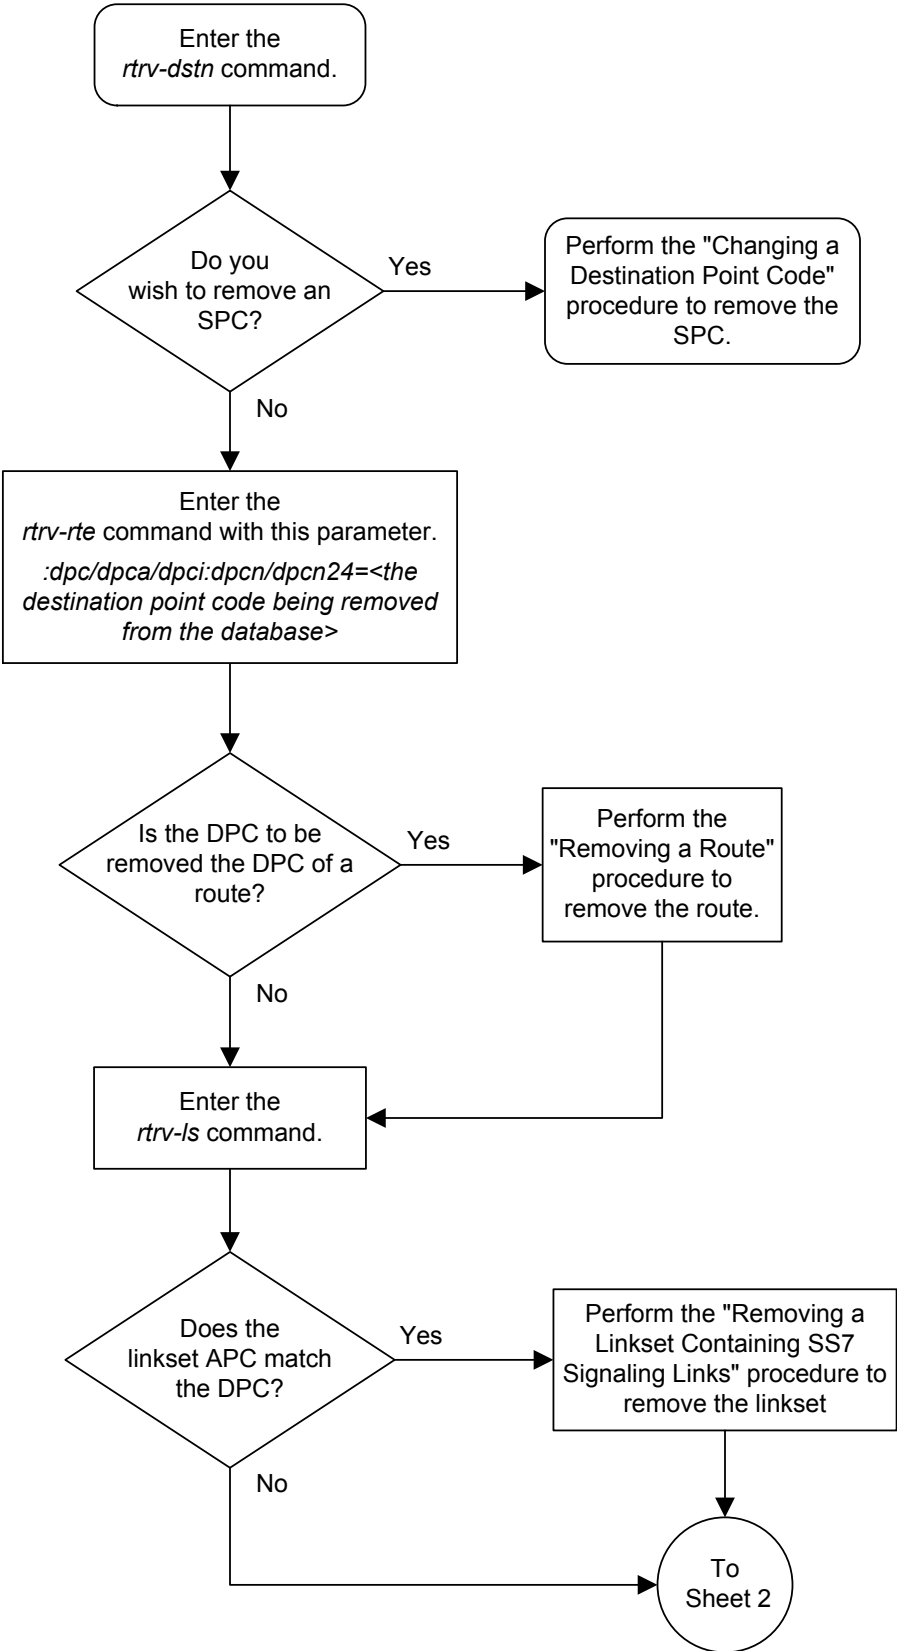 Enter the
rtrv-dstn command.
Do you
wish to remove an
SPC?
Yes
Perform the "Changing a
Destination Point Code"
procedure to remove the
SPC.
No
Enter the
rtrv-rte command with this parameter.
:dpc/dpca/dpci:dpcn/dpcn24=<the
destination point code being removed
from the database>
Is the DPC to be
removed the DPC of a
route?
Yes
Perform the
"Removing a Route"
procedure to
remove the route.
No
Enter the
rtrv-ls command.
Does the
linkset APC match
the DPC?
Yes
Perform the "Removing a
Linkset Containing SS7
Signaling Links" procedure to
remove the linkset
No
To
Sheet 2